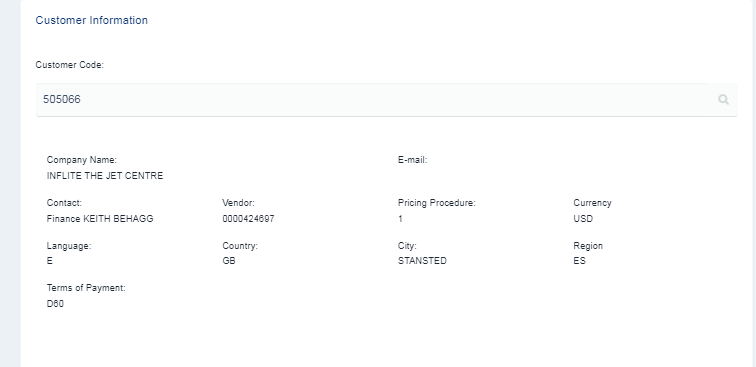 Customer Information
Customer Code:
505066
Company Name:
E-mail:
INFLITE THE JET CENTRE
Contact:
Vendor:
Pricing Procedure:
Currency
Finance KEITH BEHAGG
0000424697
1
USD
Language:
Country:
City:
Region
E
GB
STANSTED
ES
Terms of Payment:
D60